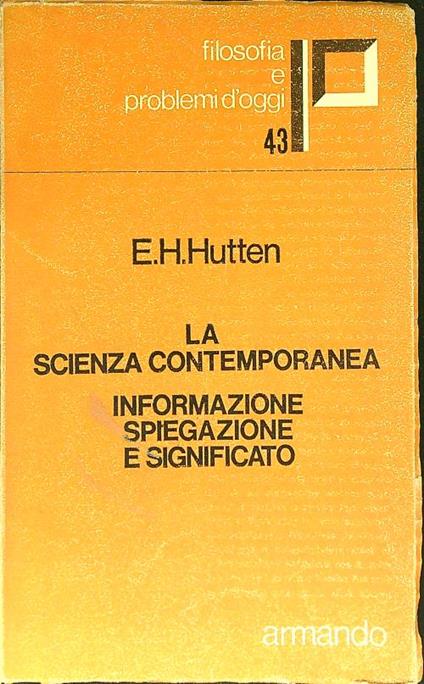 filosofia
e
problemi d'oggi
43
E.H.Hutten
LA
SCIENZA CONTEMPORANEA
INFORMAZIONE
SPIEGAZIONE
E SIGNIFICATO
armando